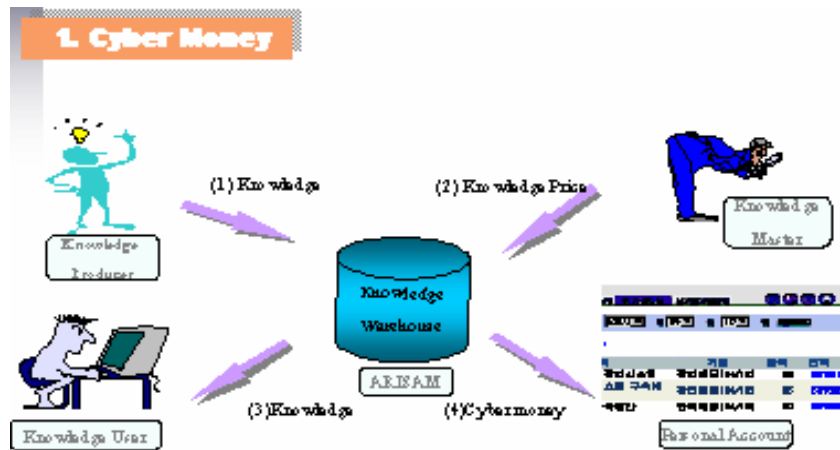 1. Cyber Money
(1) Knowledge
(2) Knowledge Price
Knowledge
Producer
Knowledge
Master
Knowledge
Warehouse
ARISAM
(3)Knowledge
(4)Cybermoney
Knowledge User
Personal Account